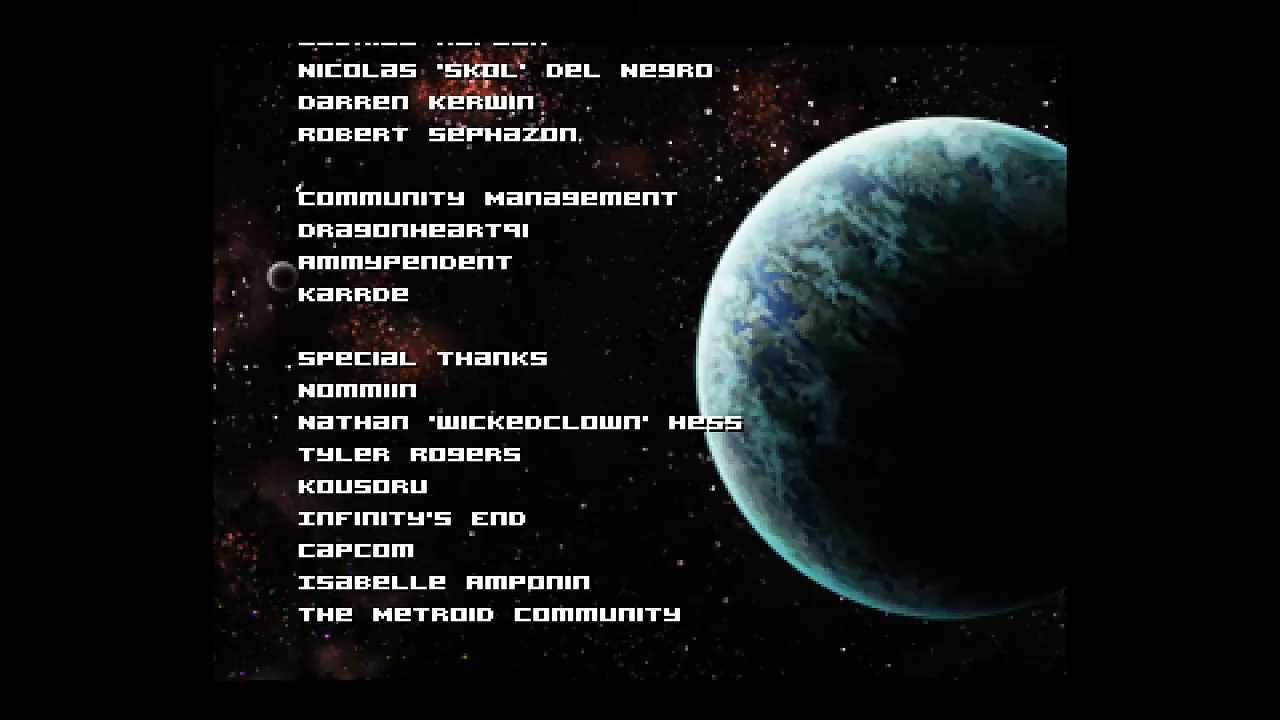 NICOLAS 'SKOL' DEL NEGRO
DARREN KERWIN
ROBERT SEPHAZON
COMMUNITY MANAGEMENT
DRAGONHEART91
AMMYPENDENT
KARRDE
SPECIAL THANKS
NOMMIIN
NATHAN 'WICKEDCLOWN' HESS
TYLER ROGERS
KOUSORU
INFINITY'S END
CAPCOM
ISABELLE AMPONIN
THE METROID COMMUNITY